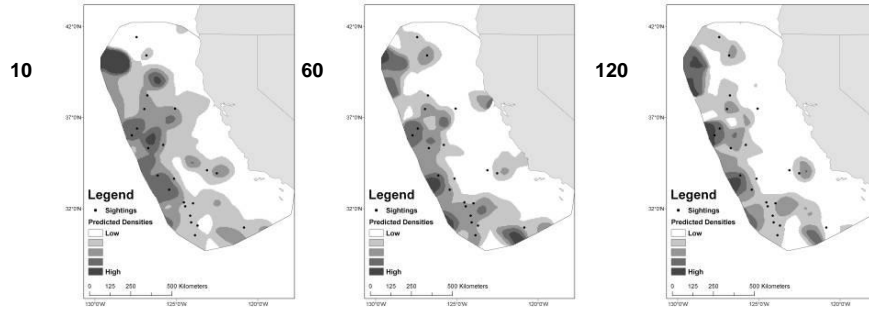 10
42°0'N
37°0'N
32°0'N
Legend
Sightings
Predicted Densities
Low
High
0 125 250 500 Kilometers
130°0'W 125°0'W 120°0'W
60
42°0'N
37°0'N
32°0'N
Legend
Sightings
Predicted Densities
Low
High
0 125 250 500 Kilometers
130°0'W 125°0'W 120°0'W
120
42°0'N
37°0'N
32°0'N
Legend
Sightings
Predicted Densities
Low
High
0 125 250 500 Kilometers
130°0'W 125°0'W 120°0'W